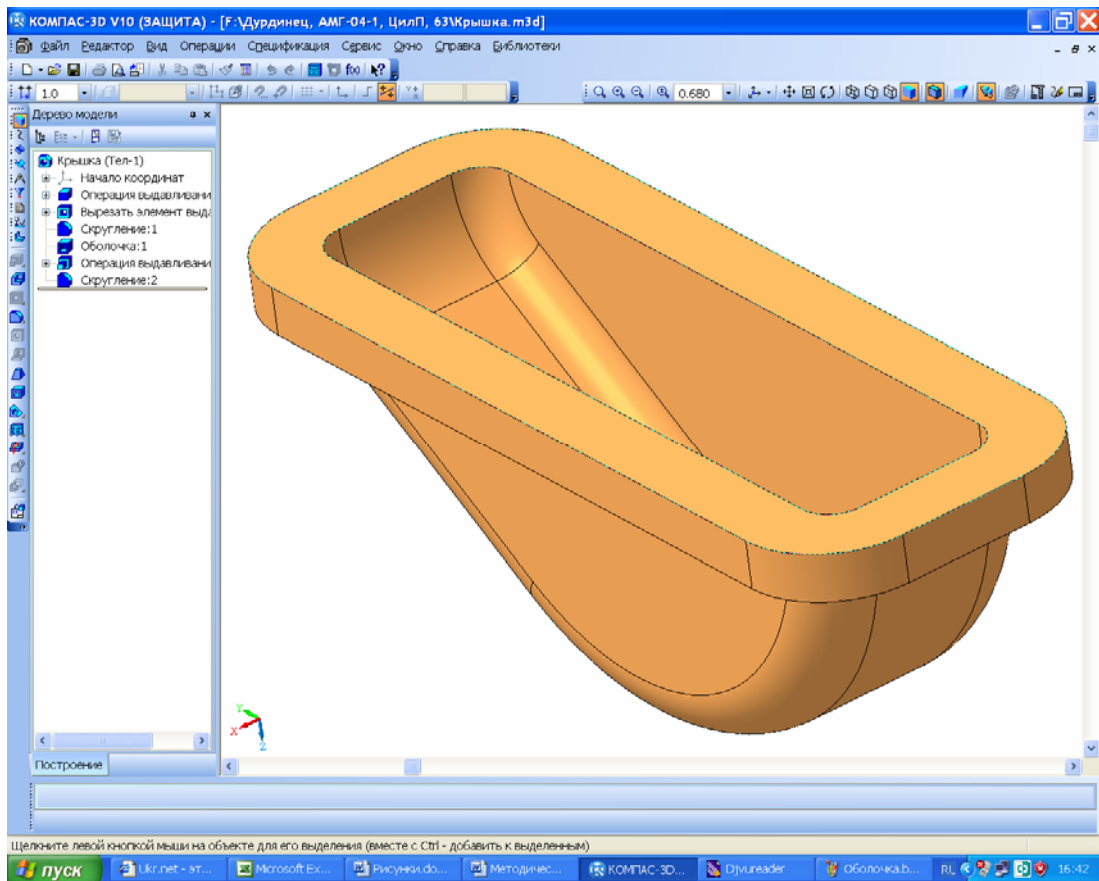 КОМПАС-3D V10 (ЗАЩИТА) - [F:\Дурдинец, АМГ-04-1, ЦилП, 63\Крышка.m3d]
Файл Редактор Вид Операции Спецификация Сервис Окно Справка Библиотеки
1.0 0.680
Дерево модели
Крышка (Тел-1)
Начало координат
Операция выдавливани
Вырезать элемент выда
Скругление:1
Оболочка:1
Операция выдавливани
Скругление:2
Y
X
Z
Построение
Щелкните левой кнопкой мыши на объекте для его выделения (вместе с Ctrl - добавить к выделенным)
пуск Ukr.net - эт... Microsoft Ex... Рисунки.do... Методичес... КОМПАС-3D... Djvureader Оболочка.b... RL 16:42